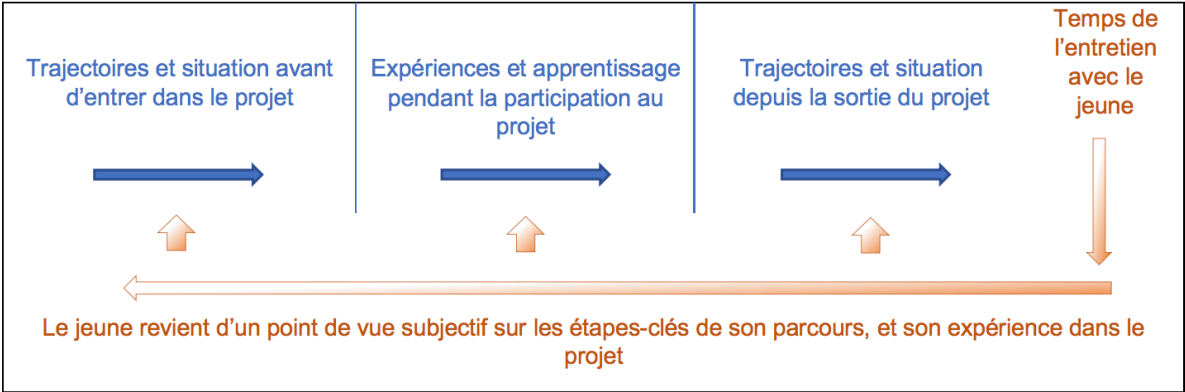 Trajectoires et situation avant
d'entrer dans le projet
Expériences et apprentissage
pendant la participation au
projet
Trajectoires et situation
depuis la sortie du projet
Temps de
l'entretien
avec le
jeune
Le jeune revient d'un point de vue subjectif sur les étapes-clés de son parcours, et son expérience dans le
projet